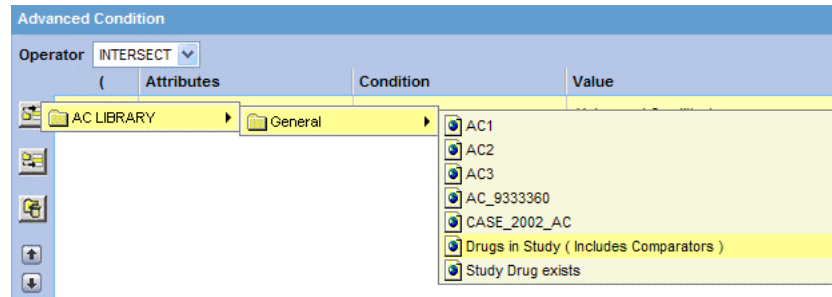 Advanced Condition
Operator INTERSECT
( Attributes Condition Value
AC LIBRARY
General
AC1
AC2
AC3
AC_9333360
CASE_2002_AC
Drugs in Study ( Includes Comparators )
Study Drug exists